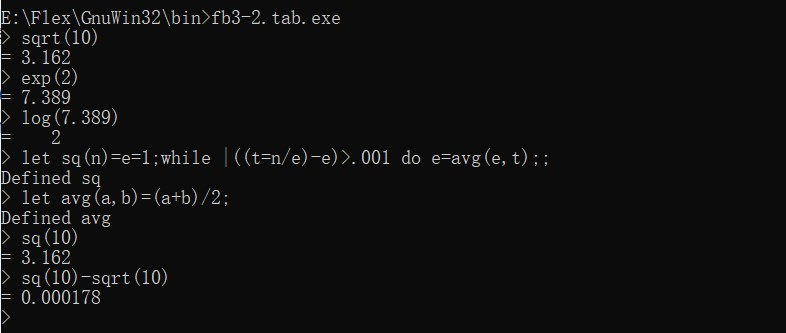 E:\Flex\GnuWin32\bin>fb3-2.tab.exe
> sqrt(10)
= 3.162
> exp(2)
= 7.389
> log(7.389)
=    2
> let sq(n)=e=1;while |((t=n/e)-e)>.001 do e=avg(e,t);;
Defined sq
> let avg(a,b)=(a+b)/2;
Defined avg
> sq(10)
= 3.162
> sq(10)-sqrt(10)
= 0.000178
>